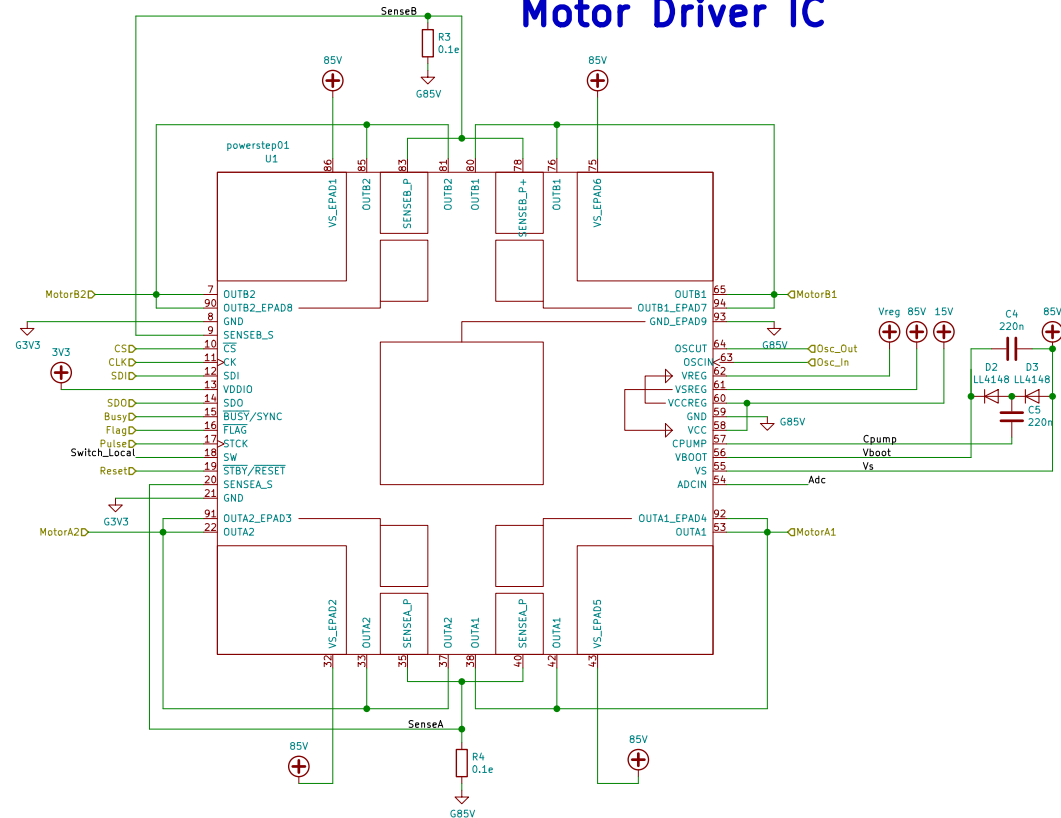 Motor Driver IC
SenseB
R3
0.1e
G85V
85V
85V
powerstep01
U1
86
85
83
81
80
78
76
75
VS_EPAD1
OUTB2
SENSEB_P
OUTB2
OUTB1
SENSEB_P+
OUTB1
VS_EPAD6
MotorB2
7 OUTB2
90 OUTB2_EPAD8
8 GND
9 SENSEB_S
CS 10 CS
CLK 11 CK
SDI 12 SDI
13 VDDIO
SDO 14 SDO
Busy 15 BUSY/SYNC
Flag 16 FLAG
Pulse 17 STCK
Switch_Local 18 SW
Reset 19 STBY/RESET
20 SENSEA_S
21 GND
91 OUTA2_EPAD3
MotorA2 22 OUTA2
G3V3
3V3
G3V3
OUTB1 65 MotorB1
OUTB1_EPAD7 94
GND_EPAD9 93
G85V
OSCOUT 64 Osc_Out
OSCIN 63 Osc_In
VREG 62
VSREG 61
VCCREG 60
GND 59 G85V
VCC 58
CPUMP 57 Cpump
VBOOT 56 Vboot
VS 55 Vs
ADCIN 54 Adc
OUTA1_EPAD4 92
OUTA1 53 MotorA1
Vreg 85V 15V
C4
220n
85V
D2
LL4148
D3
LL4148
C5
220n
VS_EPAD2
OUTA2
SENSEA_P
OUTA2
OUTA1
SENSEA_P
OUTA1
VS_EPAD5
32
33
35
37
38
40
42
43
SenseA
85V
R4
0.1e
G85V
85V